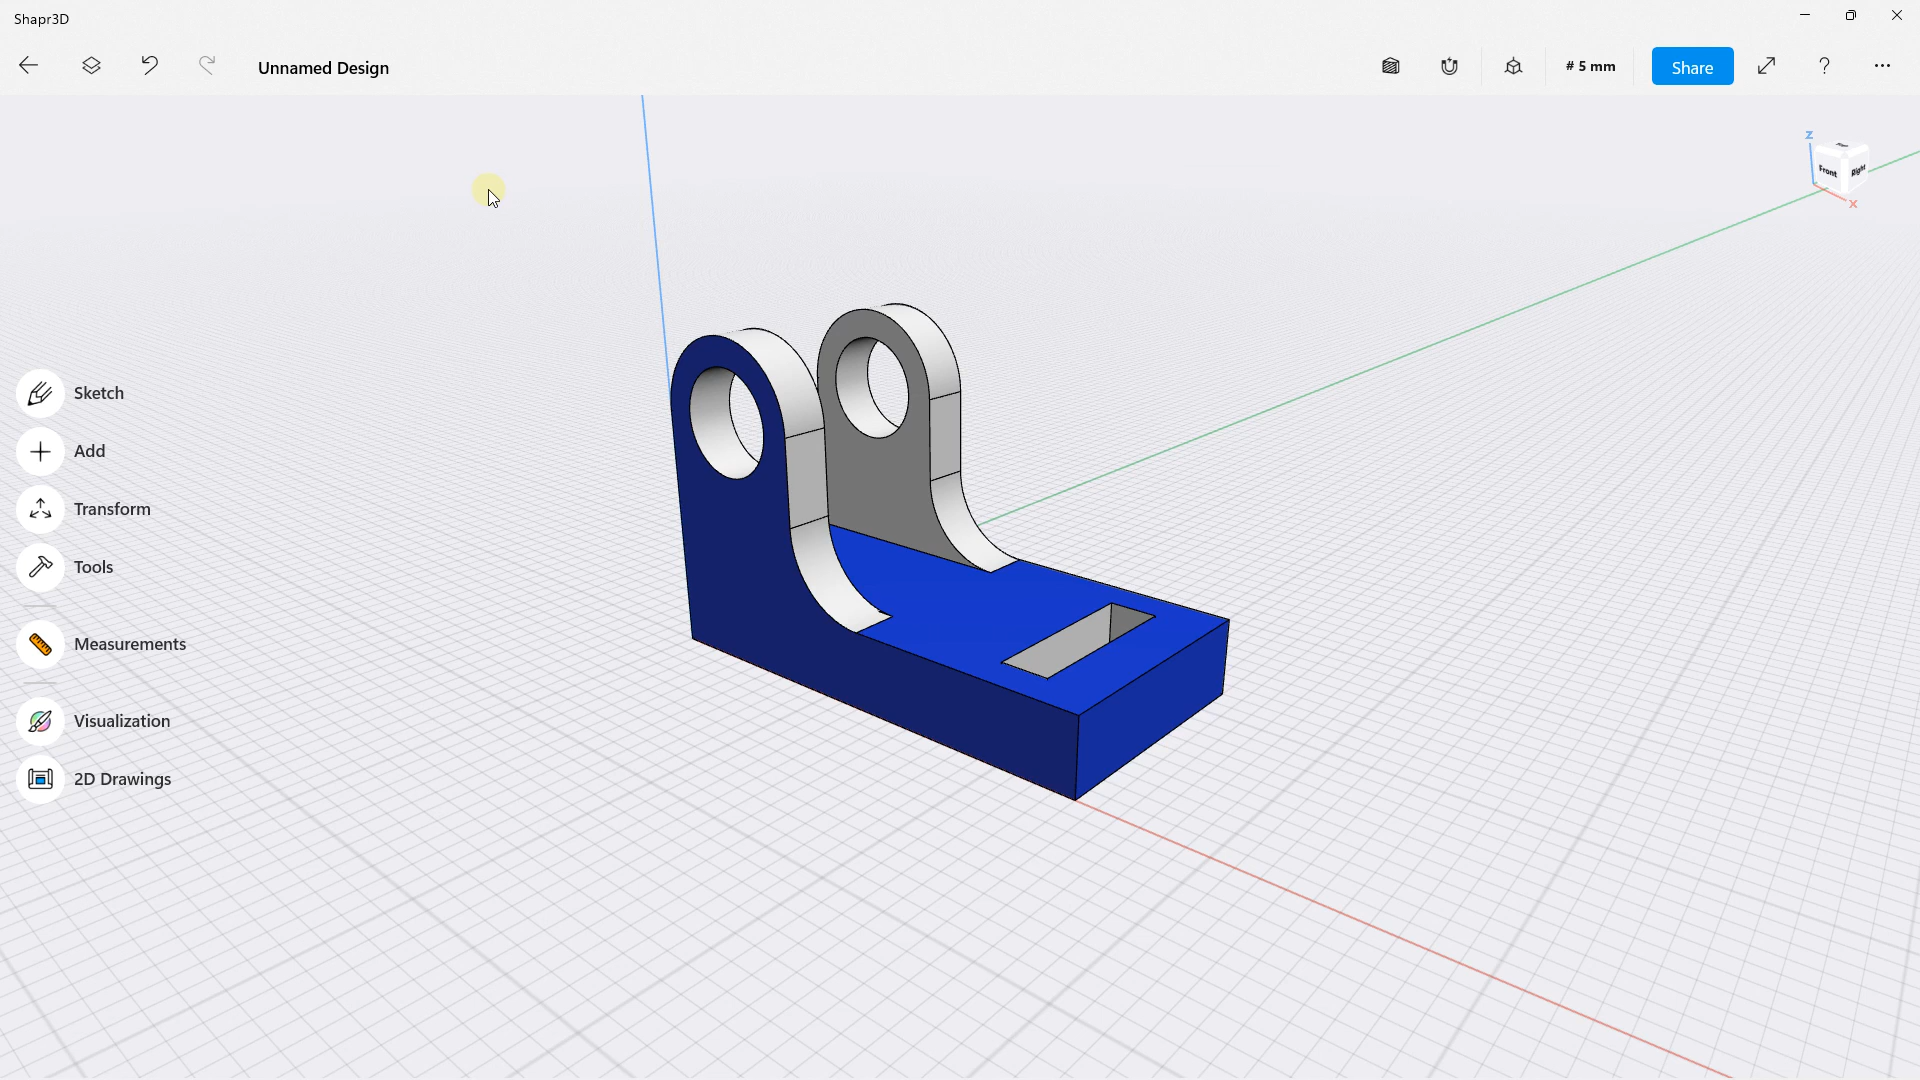 Shapr3D
Unnamed Design
# 5 mm
Share
?
Z
Front
Right
X
Sketch
Add
Transform
Tools
Measurements
Visualization
2D Drawings